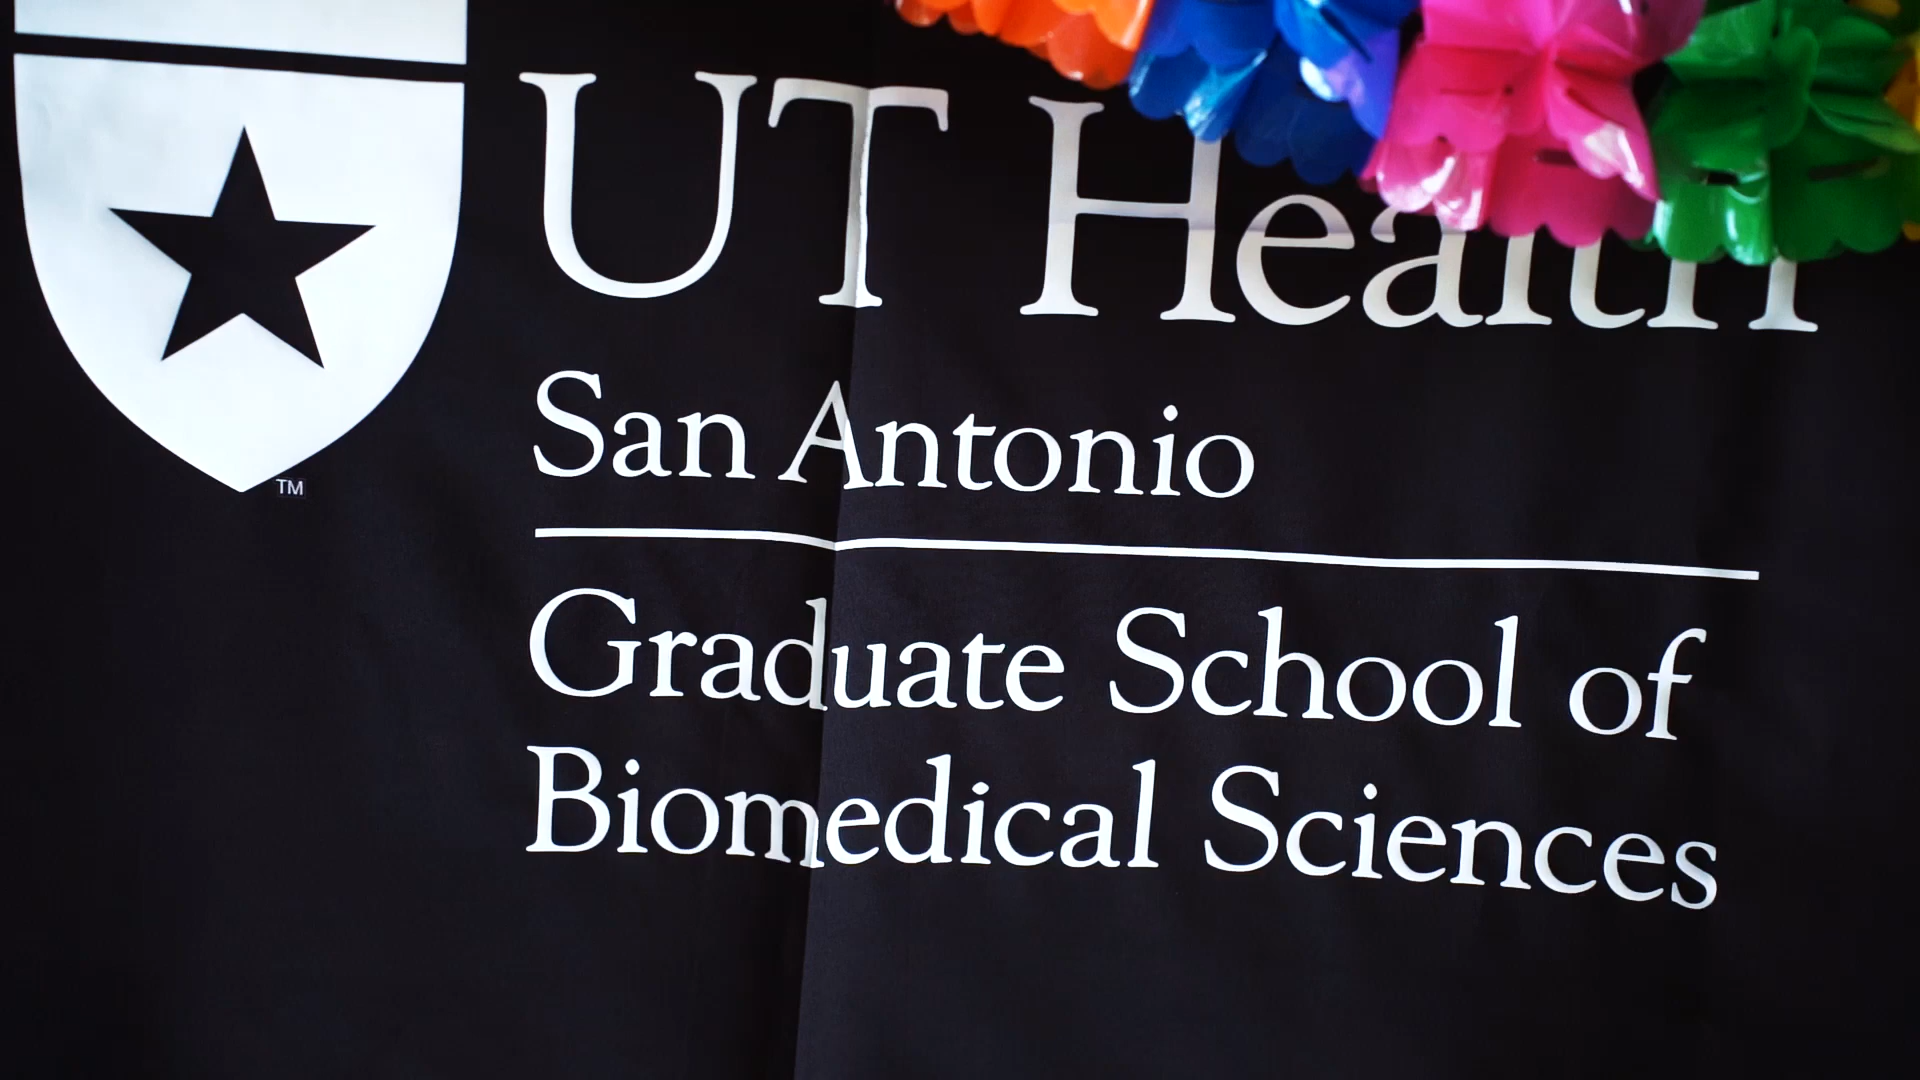 UT Health
San Antonio
Graduate School of
Biomedical Sciences
TM